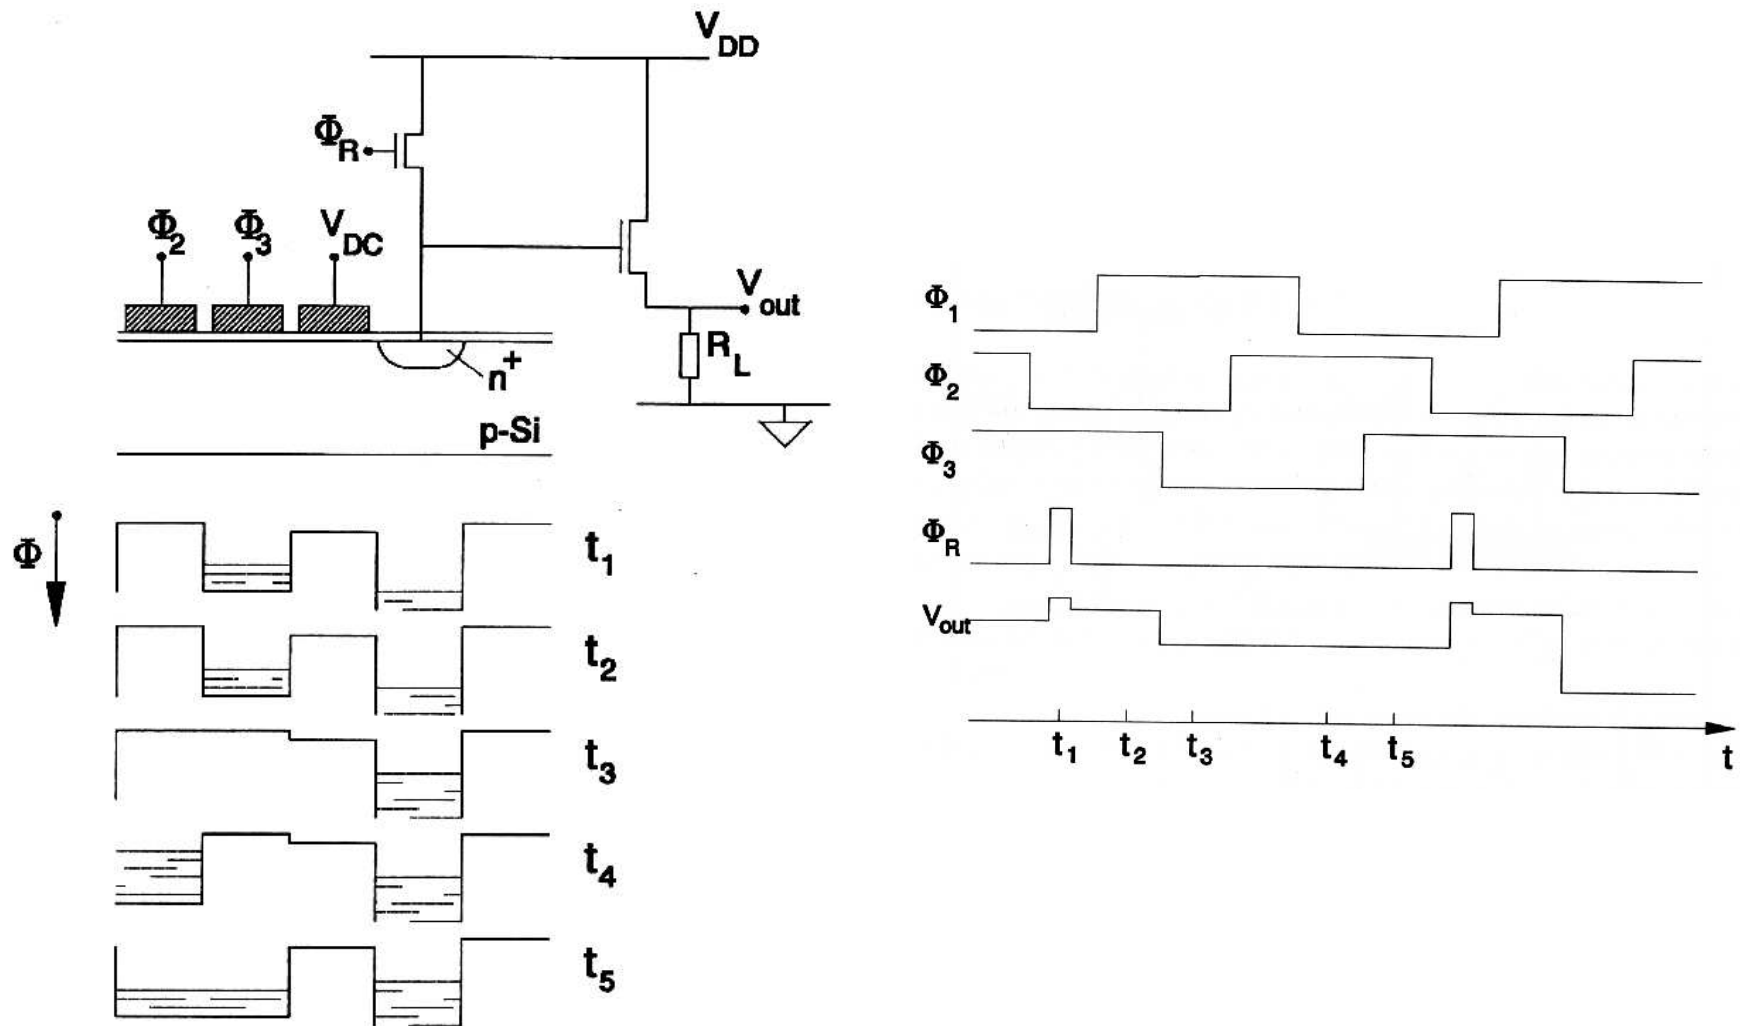 V_DD
Φ_R
Φ_2 Φ_3 V_DC
V_out
R_L
n^+
p-Si
Φ
t_1
t_2
t_3
t_4
t_5
Φ_1
Φ_2
Φ_3
Φ_R
V_out
t_1 t_2 t_3 t_4 t_5 t